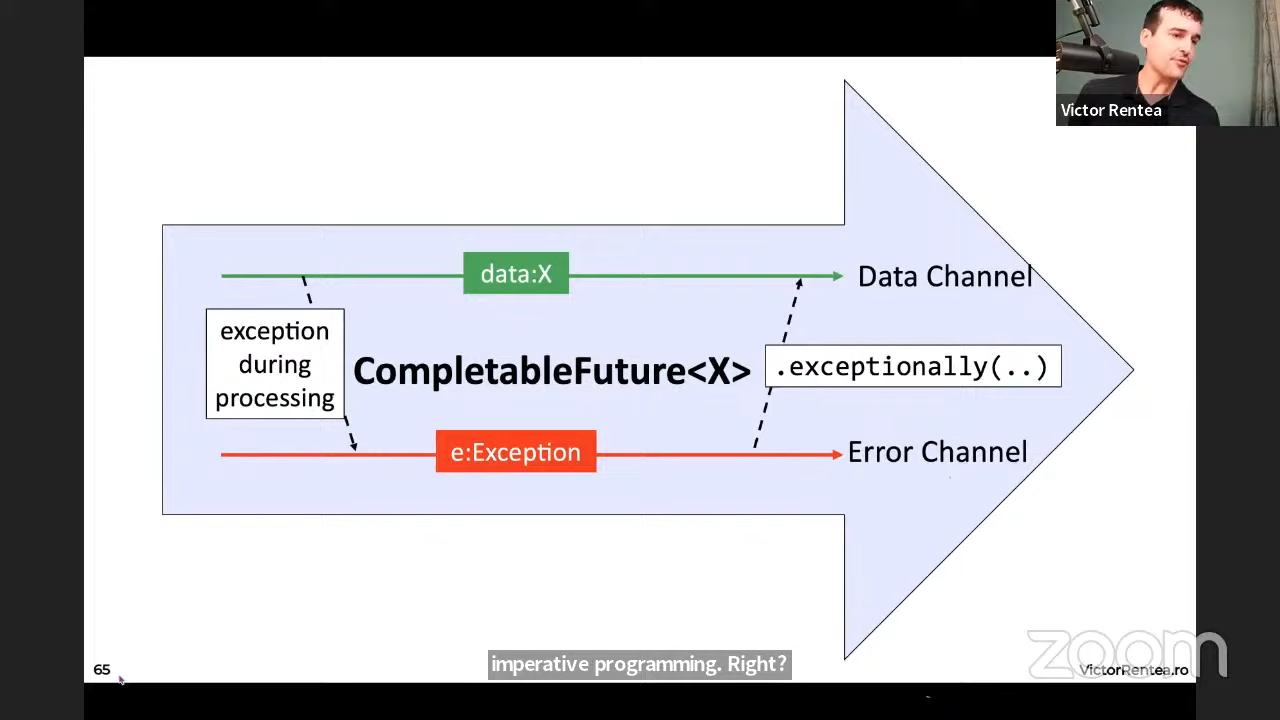 Victor Rentea
data:X
Data Channel
exception
during
processing
CompletableFuture<X>
.exceptionally(..)
e:Exception
Error Channel
imperative programming. Right?
zoom
65
VictorRentea.ro